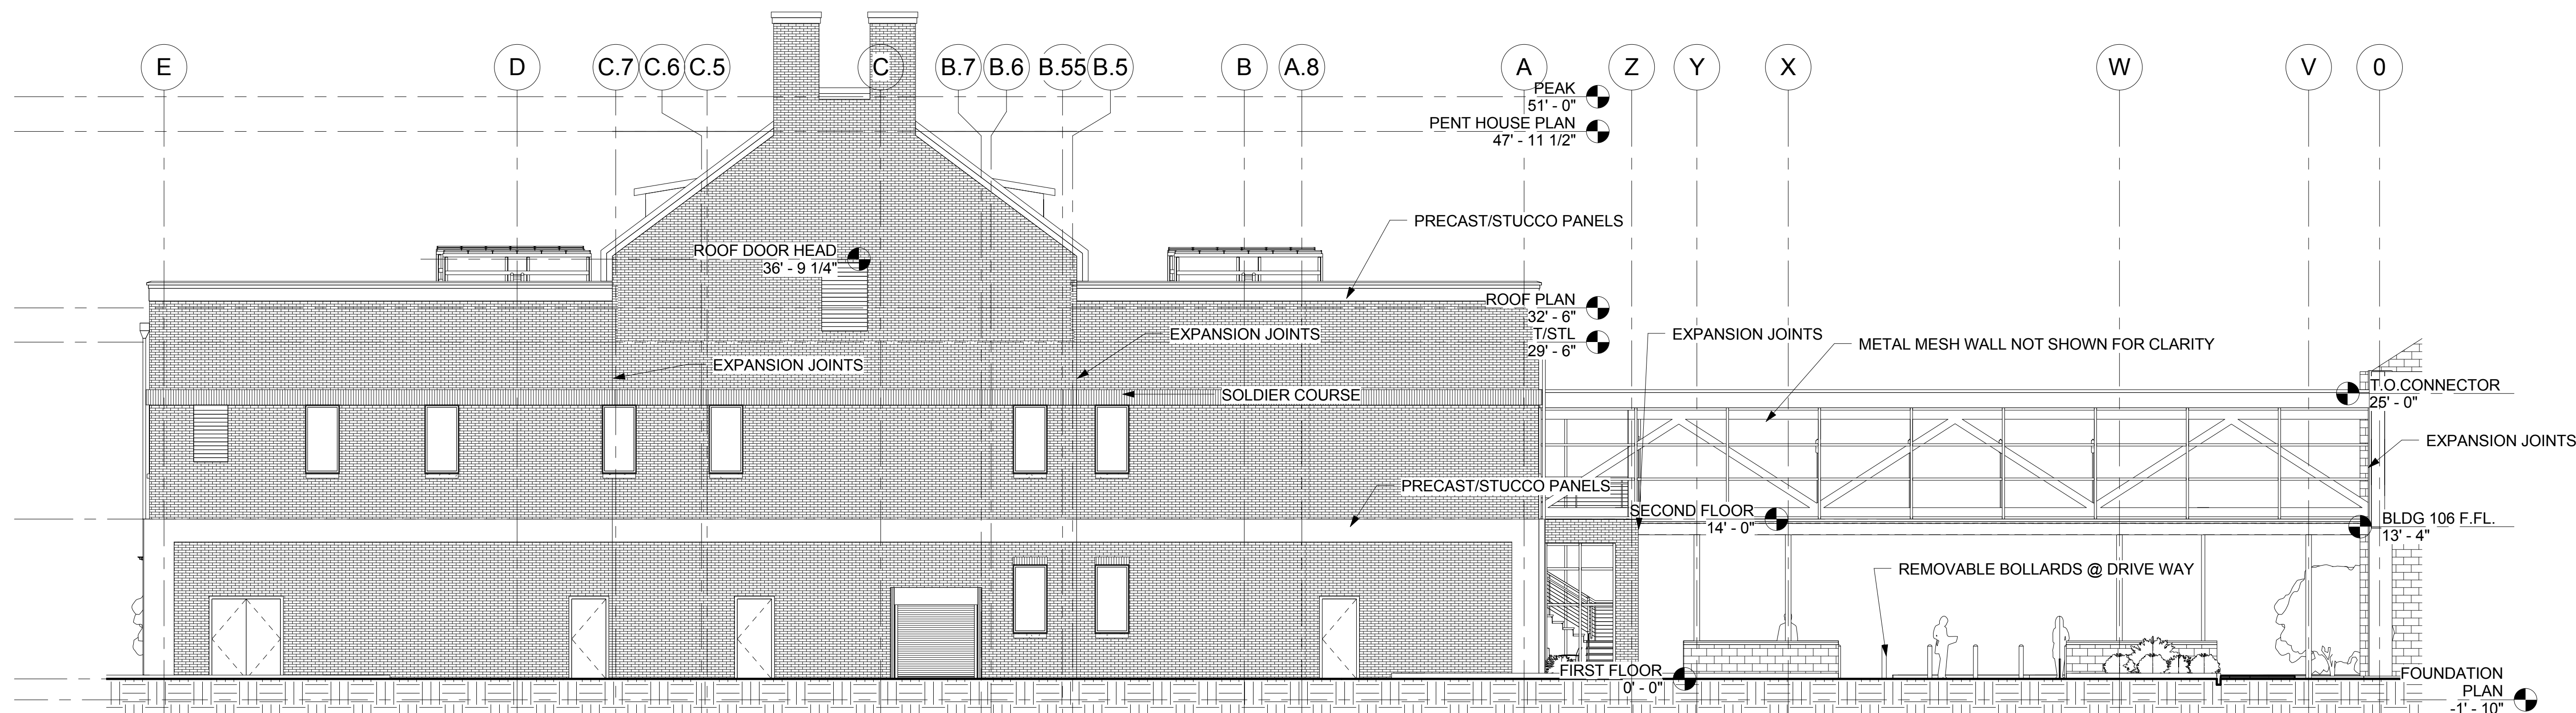 E
D
C.7
C.6
C.5
C
B.7
B.6
B.55
B.5
B
A.8
A
Z
Y
X
W
V
0
PEAK
51' - 0"
PENT HOUSE PLAN
47' - 11 1/2"
PRECAST/STUCCO PANELS
ROOF DOOR HEAD
36' - 9 1/4"
ROOF PLAN
32' - 6"
T/STL
29' - 6"
EXPANSION JOINTS
EXPANSION JOINTS
EXPANSION JOINTS
METAL MESH WALL NOT SHOWN FOR CLARITY
SOLDIER COURSE
T.O.CONNECTOR
25' - 0"
EXPANSION JOINTS
PRECAST/STUCCO PANELS
SECOND FLOOR
14' - 0"
BLDG 106 F.FL.
13' - 4"
REMOVABLE BOLLARDS @ DRIVE WAY
FIRST FLOOR
0' - 0"
FOUNDATION
PLAN
-1' - 10"